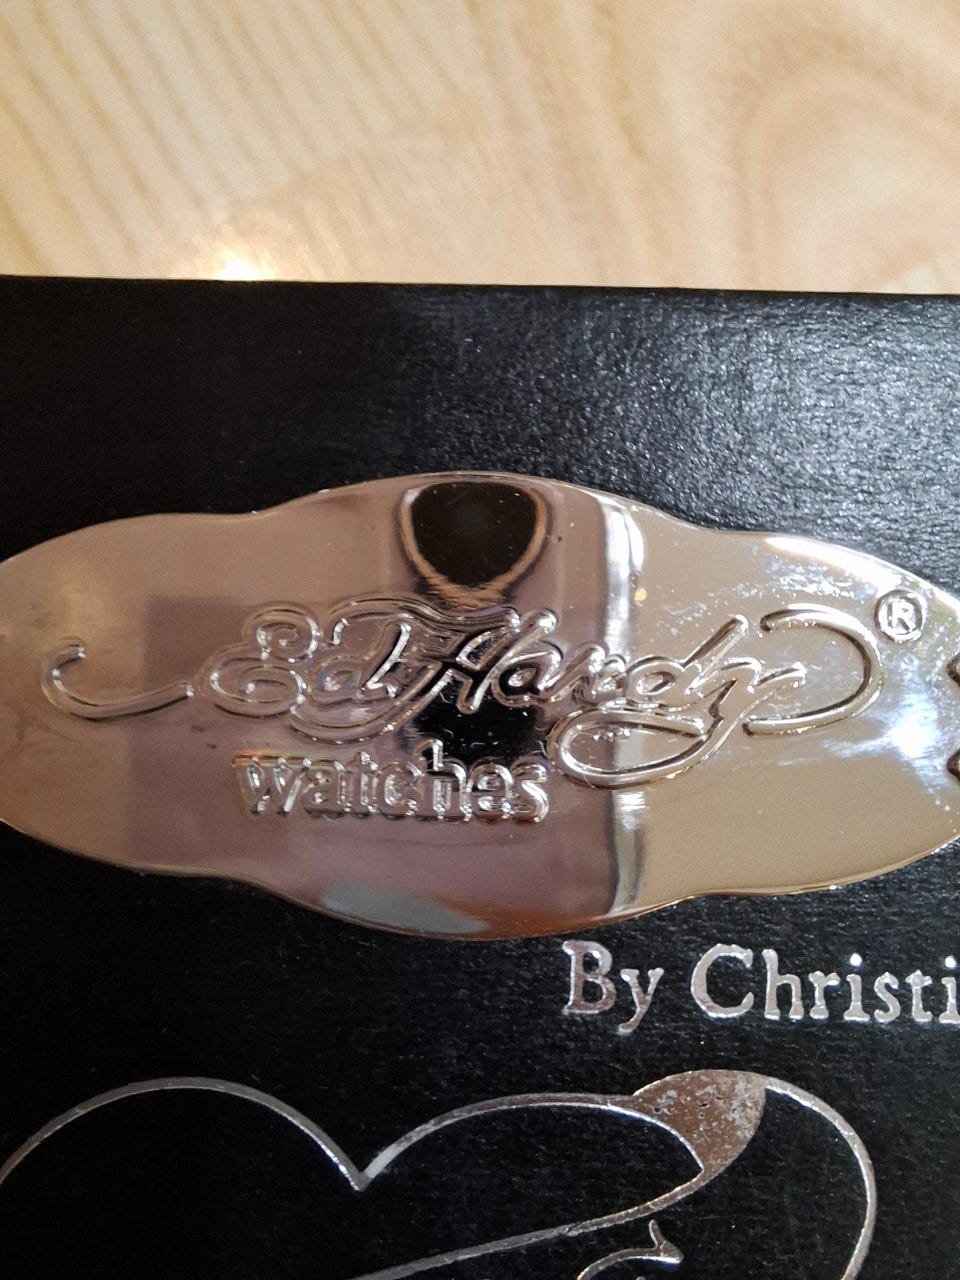 Ed Hardy ®
watches
By Christi